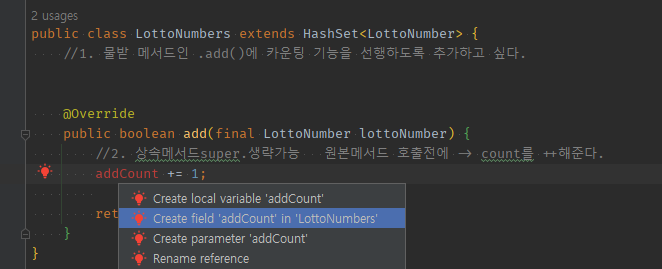 2 usages
public class LottoNumbers extends HashSet<LottoNumber> {
//1. 물받 메서드인 .add()에 카운팅 기능을 선행하도록 추가하고 싶다.
@Override
public boolean add(final LottoNumber lottoNumber) {
//2. 상속메서드super.생략가능 원본메서드 호출전에 -> count를 ++해준다.
addCount += 1;
ret
}
}
Create local variable 'addCount'
Create field 'addCount' in 'LottoNumbers'
Create parameter 'addCount'
Rename reference